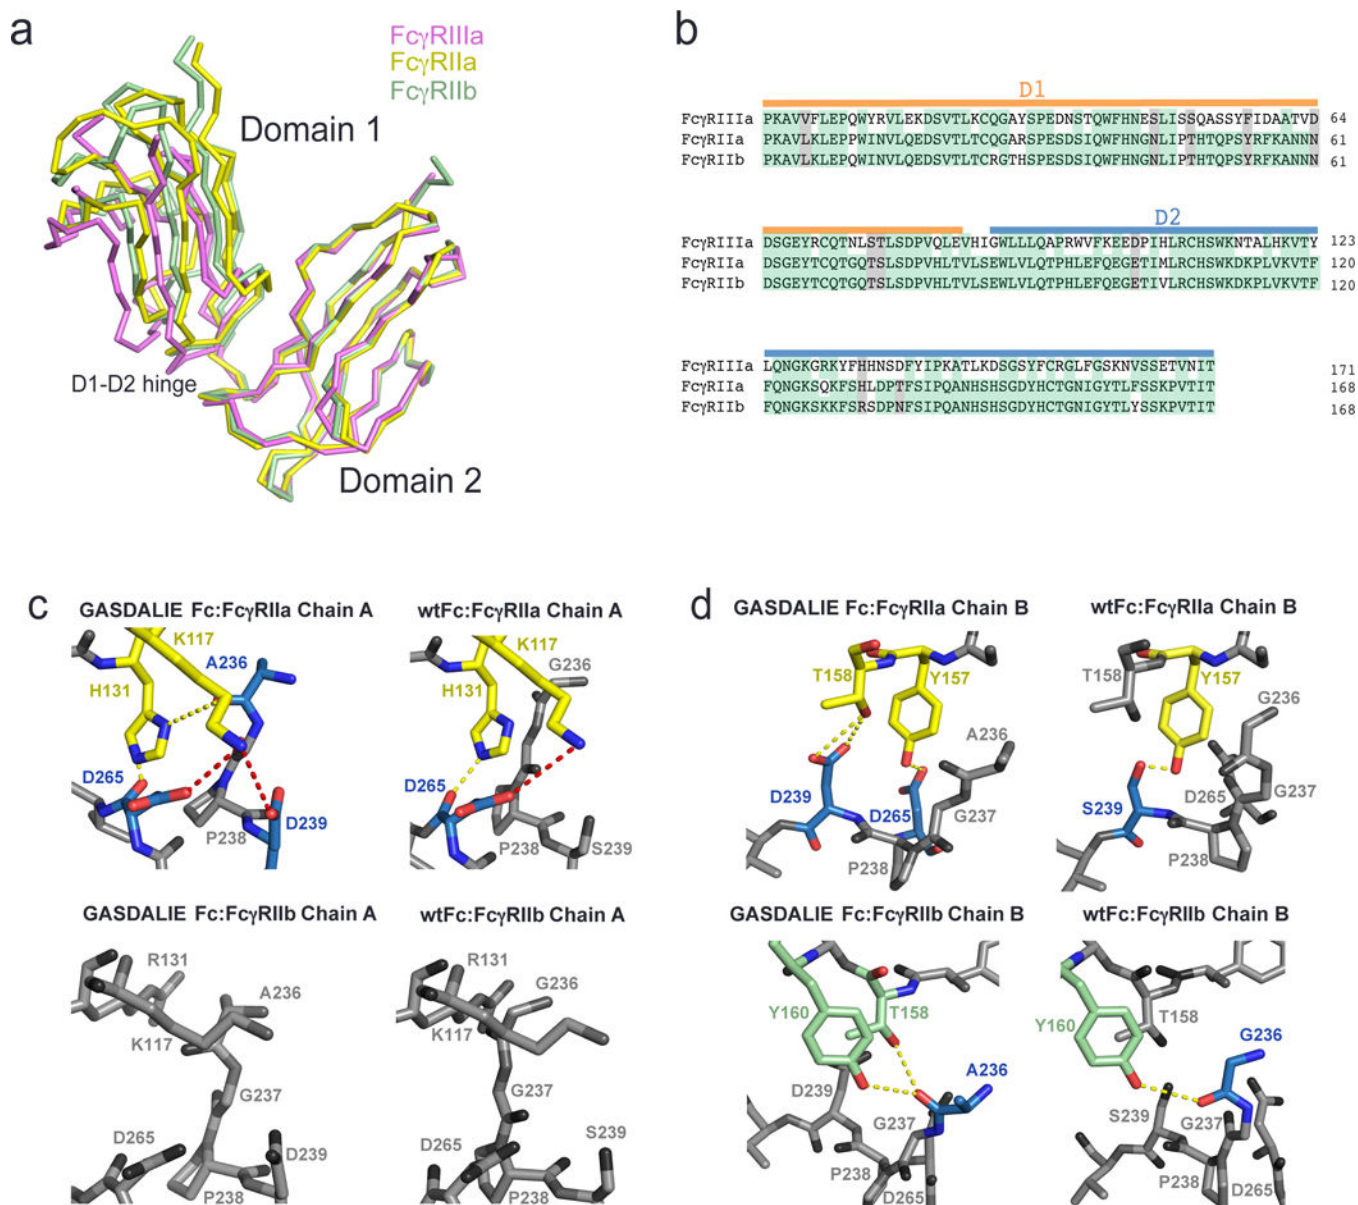 a
FcγRIIIa
FcγRIIa
FcγRIIb
Domain 1
D1-D2 hinge
Domain 2
b
D1
FcγRIIIa PKAVVFLEPQWYRVLEKDSVTLKCQGAYSPEDNSTQWFHNESLISSQASSYFIDAATVD 64
FcγRIIa PKAVLKLEPPWINVLQEDSVTLTCQGARSPESDSIQWFHNGNLIPTHTQPSYRFKANNN 61
FcγRIIb PKAVLKLEPQWINVLQEDSVTLTCRGTHSPESDSIQWFHNGNLIPTHTQPSYRFKANNN 61
D2
FcγRIIIa DSGEYRCQTNLSTLSDPVQLEVHIGWLLLQAPRWVFKEEDPIHLRCHSWKNTALHKVTY 123
FcγRIIa DSGEYTCQTGQTSLSDPVHLTVLSEWLVLQTPHLEFQEGETIMLRCHSWKDKPLVKVTF 120
FcγRIIb DSGEYTCQTGQTSLSDPVHLTVLSEWLVLQTPHLEFQEGETIVLRCHSWKDKPLVKVTF 120
FcγRIIIa LQNGKGRKYFHHNSDFYIPKATLKDSGSYFCRGLFGSKNVSSETVNIT 171
FcγRIIa FQNGKSQKFSHLDPTFSIPQANHSHSGDYHCTGNIGYTLFSSKPVTIT 168
FcγRIIb FQNGKSKKFSRSDPNFSIPQANHSHSGDYHCTGNIGYTLYSSKPVTIT 168
c
GASDALIE Fc:FcγRIIa Chain A
K117
A236
H131
D265
P238
D239
wtFc:FcγRIIa Chain A
K117
G236
H131
D265
P238
S239
GASDALIE Fc:FcγRIIb Chain A
R131
A236
K117
G237
D265
D239
P238
wtFc:FcγRIIb Chain A
R131
G236
K117
G237
D265
S239
P238
d
GASDALIE Fc:FcγRIIa Chain B
T158
Y157
A236
D239
D265
G237
P238
wtFc:FcγRIIa Chain B
T158
Y157
G236
D265
G237
S239
P238
GASDALIE Fc:FcγRIIb Chain B
Y160
T158
A236
D239
G237
P238
D265
wtFc:FcγRIIb Chain B
T158
Y160
G236
S239
G237
P238
D265